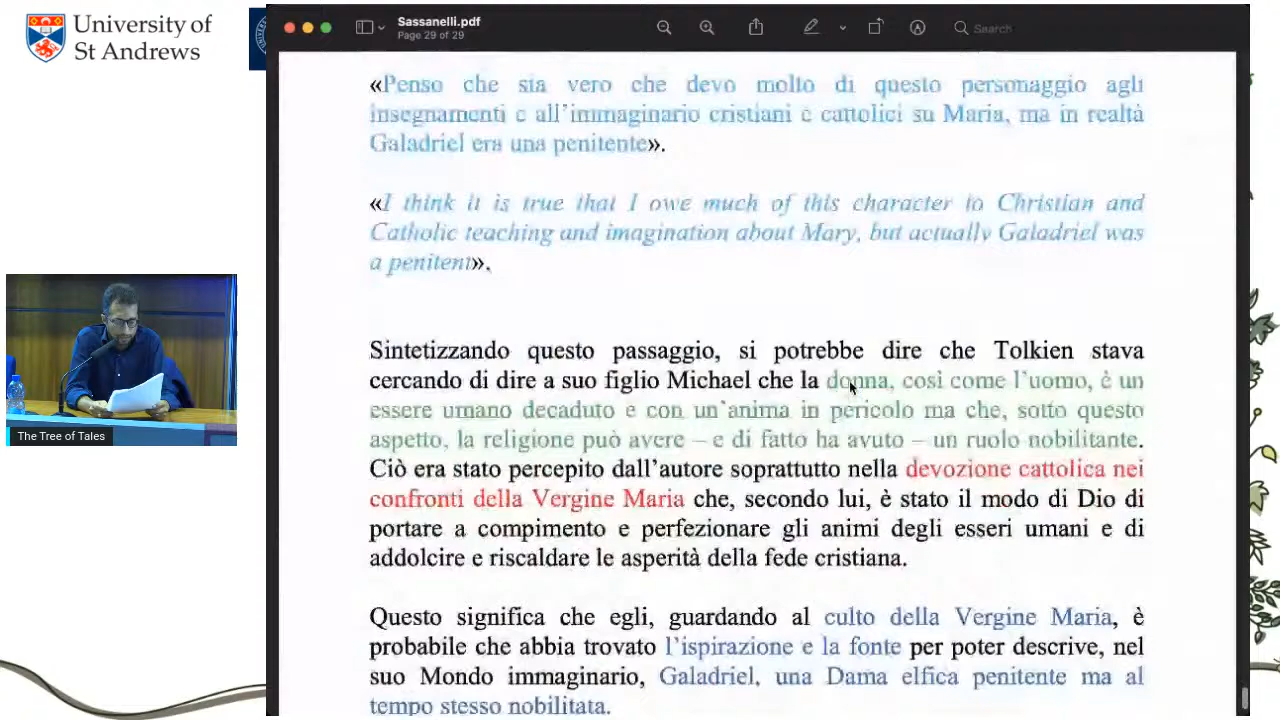 University of
St Andrews
Sassanelli.pdf
Page 29 of 29
Search
«Penso che sia vero che devo molto di questo personaggio agli
insegnamenti e all'immaginario cristiani e cattolici su Maria, ma in realtà
Galadriel era una penitente».
«I think it is true that I owe much of this character to Christian and
Catholic teaching and imagination about Mary, but actually Galadriel was
a penitent».
Sintetizzando questo passaggio, si potrebbe dire che Tolkien stava
cercando di dire a suo figlio Michael che la donna, così come l'uomo, è un
essere umano decaduto e con un'anima in pericolo ma che, sotto questo
aspetto, la religione può avere – e di fatto ha avuto – un ruolo nobilitante.
Ciò era stato percepito dall'autore soprattutto nella devozione cattolica nei
confronti della Vergine Maria che, secondo lui, è stato il modo di Dio di
portare a compimento e perfezionare gli animi degli esseri umani e di
addolcire e riscaldare le asperità della fede cristiana.
Questo significa che egli, guardando al culto della Vergine Maria, è
probabile che abbia trovato l'ispirazione e la fonte per poter descrivere, nel
suo Mondo immaginario, Galadriel, una Dama elfica penitente ma al
tempo stesso nobilitata.
The Tree of Tales